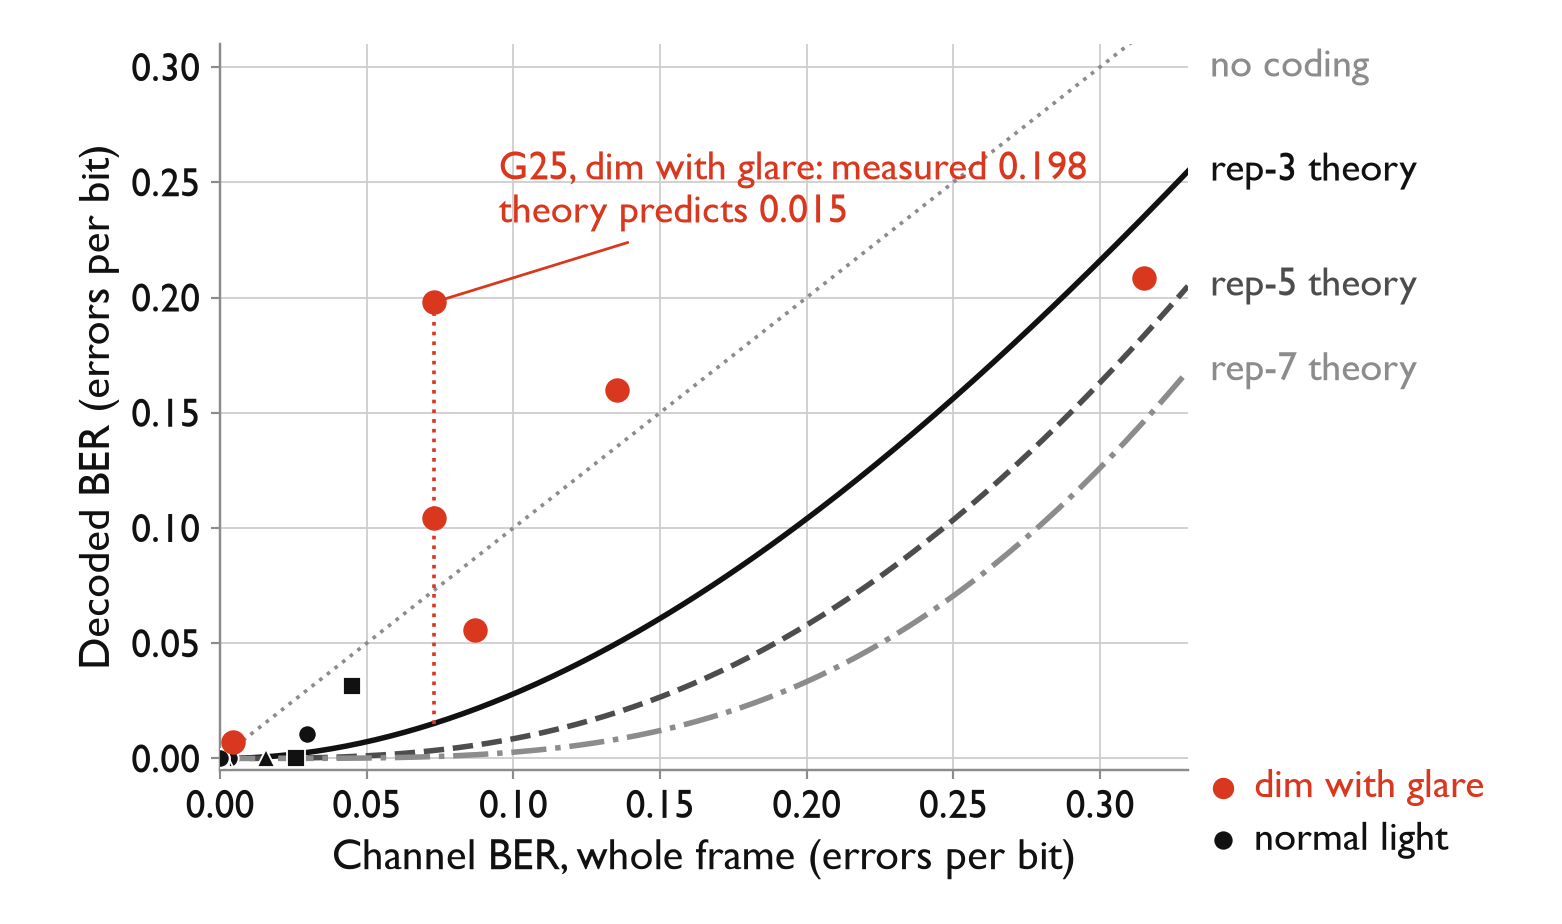 0.30
0.25
0.20
0.15
0.10
0.05
0.00
Decoded BER (errors per bit)
G25, dim with glare: measured 0.198
theory predicts 0.015
no coding
rep-3 theory
rep-5 theory
rep-7 theory
0.00 0.05 0.10 0.15 0.20 0.25 0.30
Channel BER, whole frame (errors per bit)
dim with glare
normal light